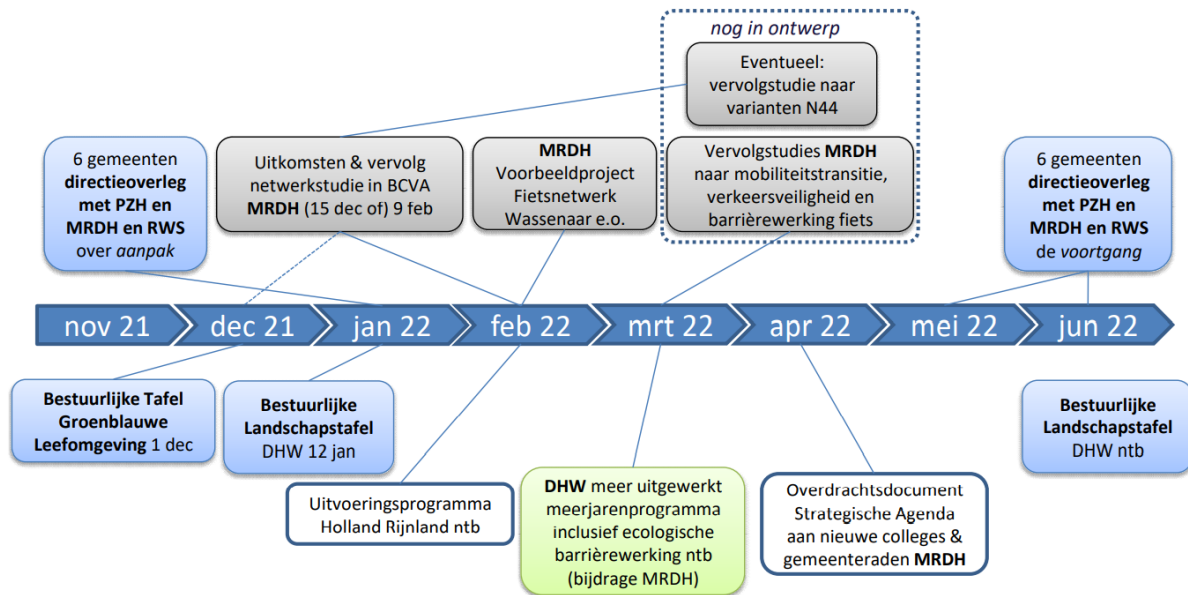 nog in ontwerp
Eventueel:
vervolgstudie naar
varianten N44
6 gemeenten
directieoverleg
met PZH en
MRDH en RWS
over aanpak
Uitkomsten & vervolg
netwerkstudie in BCVA
MRDH (15 dec of) 9 feb
MRDH
Voorbeeldproject
Fietsnetwerk
Wassenaar e.o.
Vervolgstudies MRDH
naar mobiliteitstransitie,
verkeersveiligheid en
barrièrewerking fiets
6 gemeenten
directieoverleg
met PZH en
MRDH en RWS
de voortgang
nov 21
dec 21
jan 22
feb 22
mrt 22
apr 22
mei 22
jun 22
Bestuurlijke Tafel
Groenblauwe
Leefomgeving 1 dec
Bestuurlijke
Landschapstafel
DHW 12 jan
Uitvoeringsprogramma
Holland Rijnland ntb
DHW meer uitgewerkt
meerjarenprogramma
inclusief ecologische
barrièrewerking ntb
(bijdrage MRDH)
Overdrachtsdocument
Strategische Agenda
aan nieuwe colleges &
gemeenteraden MRDH
Bestuurlijke
Landschapstafel
DHW ntb